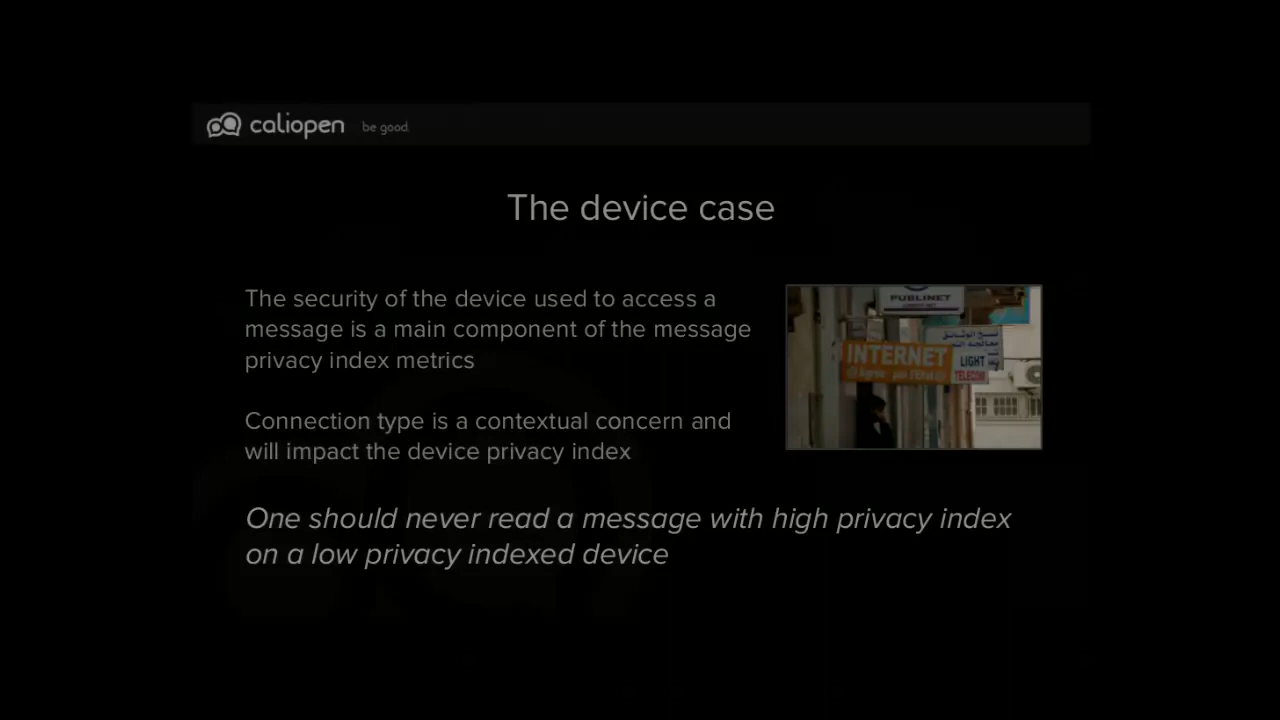 caliopen be good.
The device case
The security of the device used to access a
message is a main component of the message
privacy index metrics
Connection type is a contextual concern and
will impact the device privacy index
One should never read a message with high privacy index
on a low privacy indexed device
PUBLINET
INTERNET
LIGHT
TELECOM